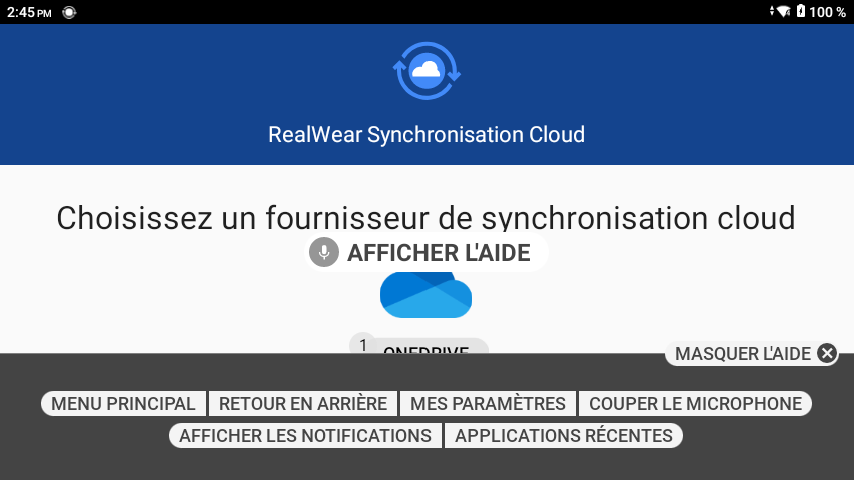 2:45 PM 100 %
RealWear Synchronisation Cloud
Choisissez un fournisseur de synchronisation cloud
AFFICHER L'AIDE
1 ONEDRIVE
MASQUER L'AIDE
MENU PRINCIPAL RETOUR EN ARRIÈRE MES PARAMÈTRES COUPER LE MICROPHONE
AFFICHER LES NOTIFICATIONS APPLICATIONS RÉCENTES